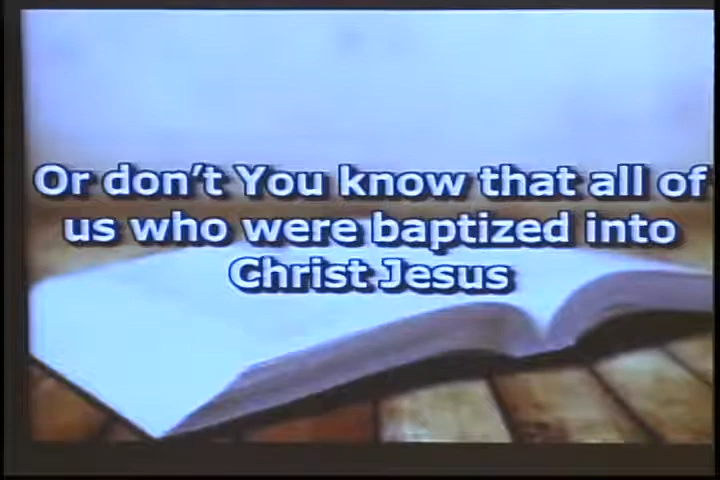 Or don't You know that all of
us who were baptized into
Christ Jesus